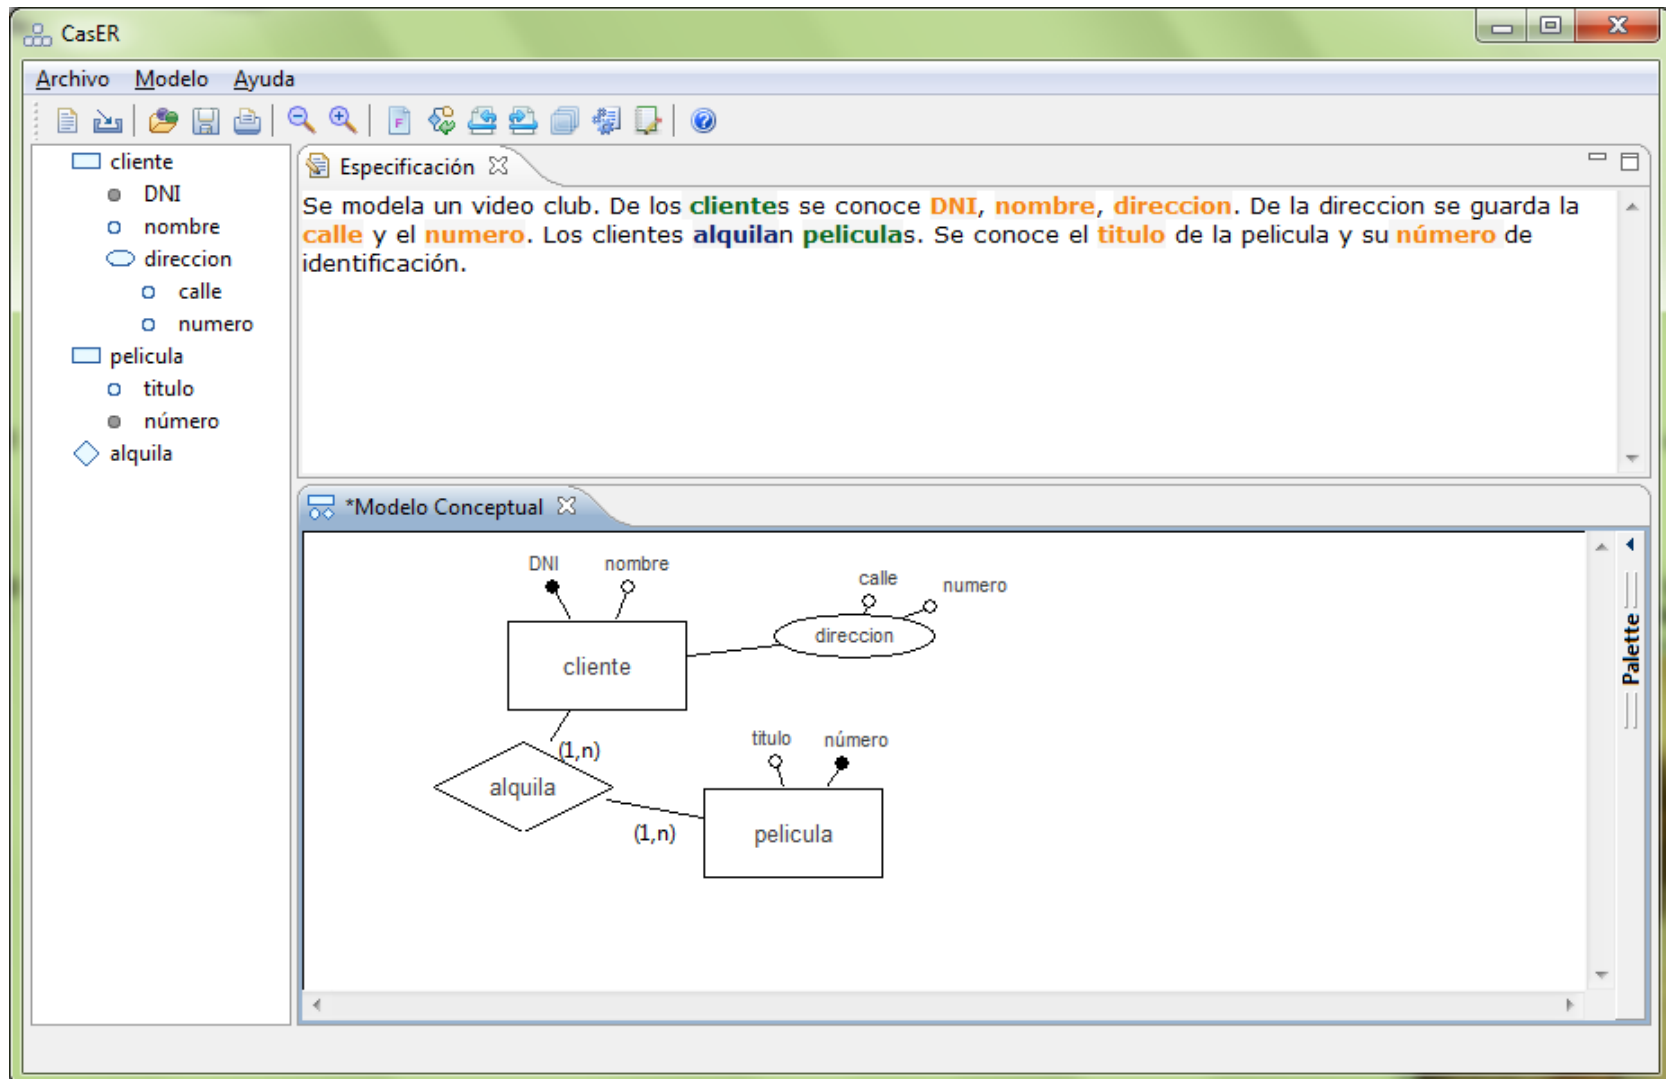 CasER
Archivo Modelo Ayuda
cliente
DNI
nombre
direccion
calle
numero
pelicula
titulo
número
alquila
Especificación
Se modela un video club. De los clientes se conoce DNI, nombre, direccion. De la direccion se guarda la
calle y el numero. Los clientes alquilan peliculas. Se conoce el titulo de la pelicula y su número de
identificación.
*Modelo Conceptual
DNI nombre
calle numero
direccion
cliente
(1,n)
titulo número
alquila
(1,n)
pelicula
Palette
F